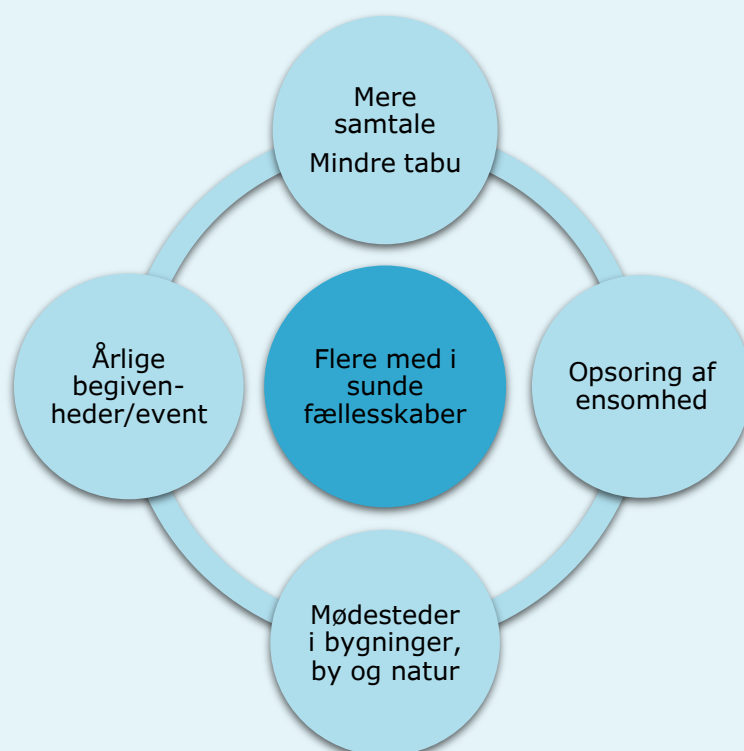 Mere
samtale
Mindre tabu
Årlige
begiven-
heder/event
Flere med i
sunde
fællesskaber
Opsoring af
ensomhed
Mødesteder
i bygninger,
by og natur